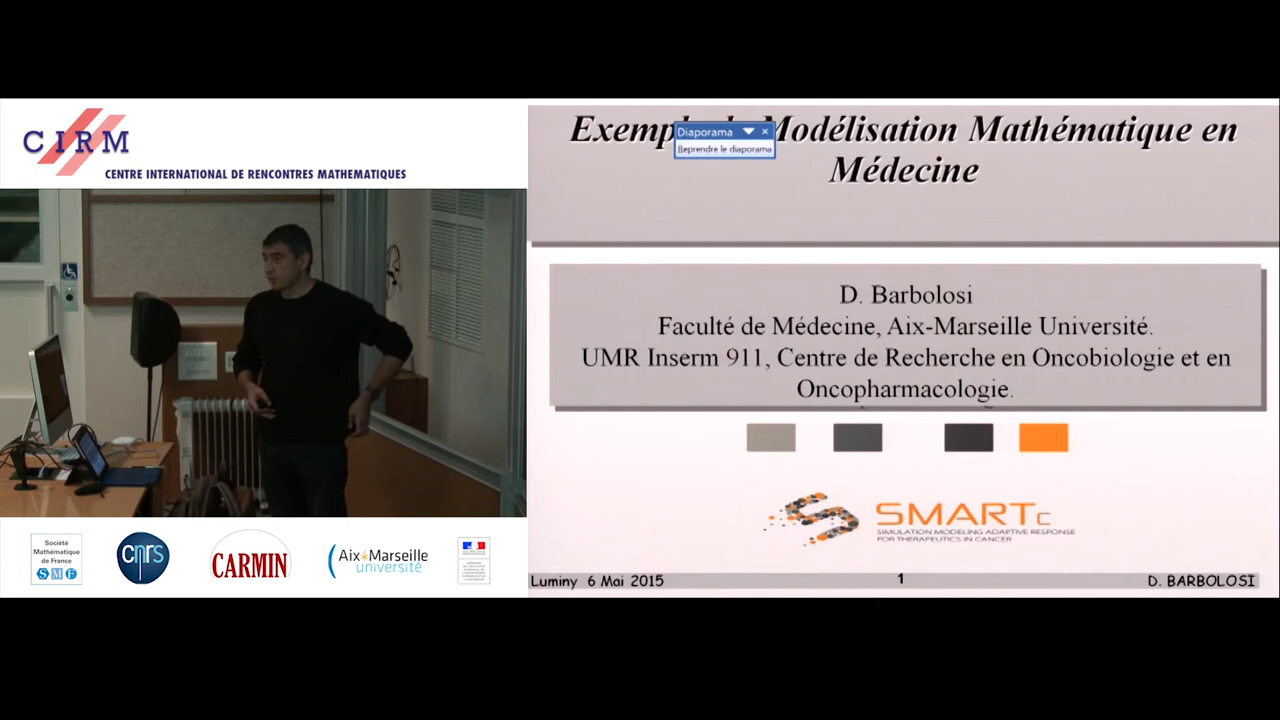 CIRM
CENTRE INTERNATIONAL DE RENCONTRES MATHEMATIQUES
Exemp Modélisation Mathématique en
Médecine
Diaporama
Reprendre le diaporama
D. Barbolosi
Faculté de Médecine, Aix-Marseille Université.
UMR Inserm 911, Centre de Recherche en Oncobiologie et en
Oncopharmacologie.
SMARTc
SIMULATION MODELING ADAPTIVE RESPONSE
FOR THERAPEUTICS IN CANCER
Luminy 6 Mai 2015
1
D. BARBOLOSI
Société
Mathématique
de France
SMF
cnrs
CARMIN
Aix*Marseille
université